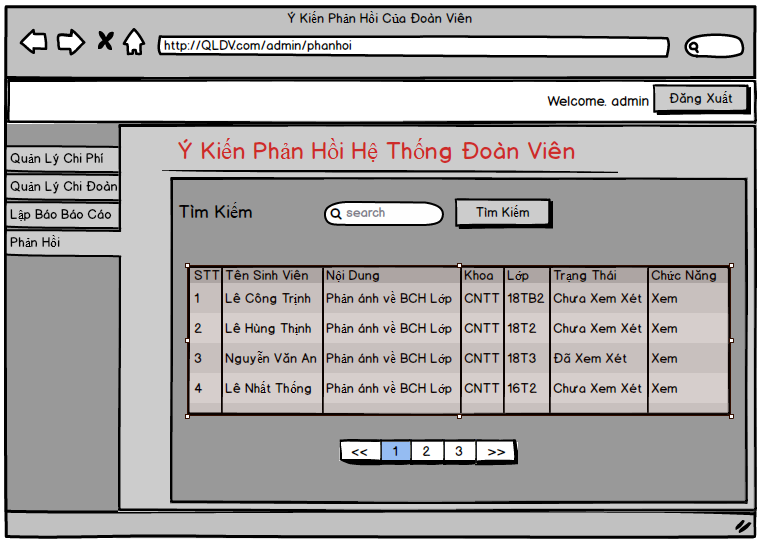 Ý Kiến Phản Hồi Của Đoàn Viên
http://QLDV.com/admin/phanhoi
Welcome. admin Đăng Xuất
Ý Kiến Phản Hồi Hệ Thống Đoàn Viên
Quản Lý Chi Phí
Quản Lý Chi Đoàn
Lập Báo Báo Cáo
Phản Hồi
Tìm Kiếm search Tìm Kiếm
STT Tên Sinh Viên Nội Dung Khoa Lớp Trạng Thái Chức Năng
1 Lê Công Trịnh Phản ánh về BCH Lớp CNTT 18TB2 Chưa Xem Xét Xem
2 Lê Hùng Thịnh Phản ánh về BCH Lớp CNTT 18T2 Chưa Xem Xét Xem
3 Nguyễn Văn An Phản ánh về BCH Lớp CNTT 18T3 Đã Xem Xét Xem
4 Lê Nhất Thống Phản ánh về BCH Lớp CNTT 16T2 Chưa Xem Xét Xem
<< 1 2 3 >>